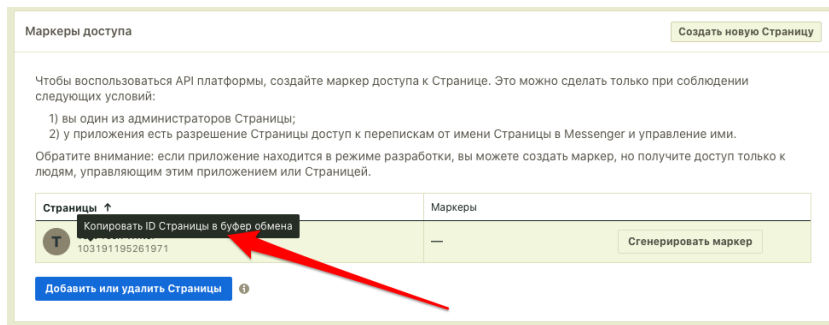 Маркеры доступа
Создать новую Страницу
Чтобы воспользоваться API платформы, создайте маркер доступа к Странице. Это можно сделать только при соблюдении
следующих условий:
1) вы один из администраторов Страницы;
2) у приложения есть разрешение Страницы доступ к перепискам от имени Страницы в Messenger и управление ими.
Обратите внимание: если приложение находится в режиме разработки, вы можете создать маркер, но получите доступ только к
людям, управляющим этим приложением или Страницей.
Страницы ↑
Маркеры
Копировать ID Страницы в буфер обмена
T
103191195261971
—
Сгенерировать маркер
Добавить или удалить Страницы